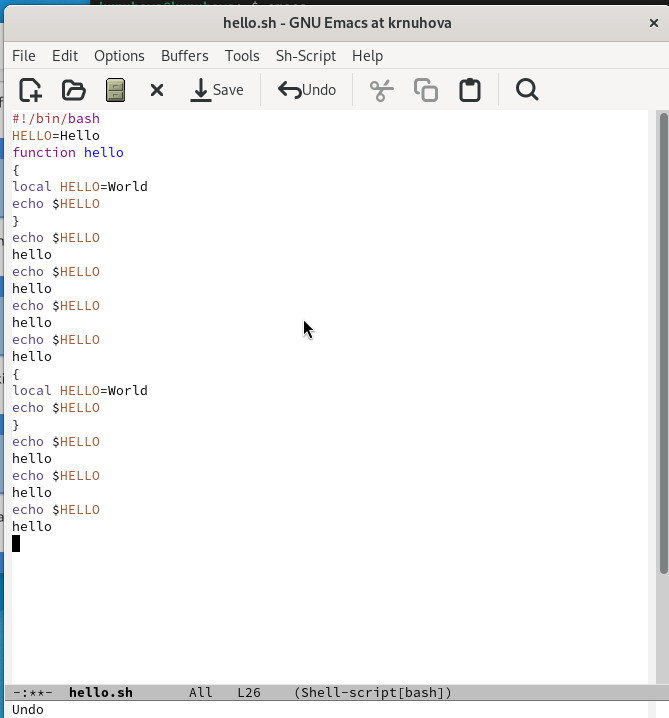 hello.sh - GNU Emacs at krnuhova
File Edit Options Buffers Tools Sh-Script Help
Save Undo
#!/bin/bash
HELLO=Hello
function hello
{
local HELLO=World
echo $HELLO
}
echo $HELLO
hello
echo $HELLO
hello
echo $HELLO
hello
echo $HELLO
hello
{
local HELLO=World
echo $HELLO
}
echo $HELLO
hello
echo $HELLO
hello
echo $HELLO
hello
-:**- hello.sh All L26 (Shell-script[bash])
Undo